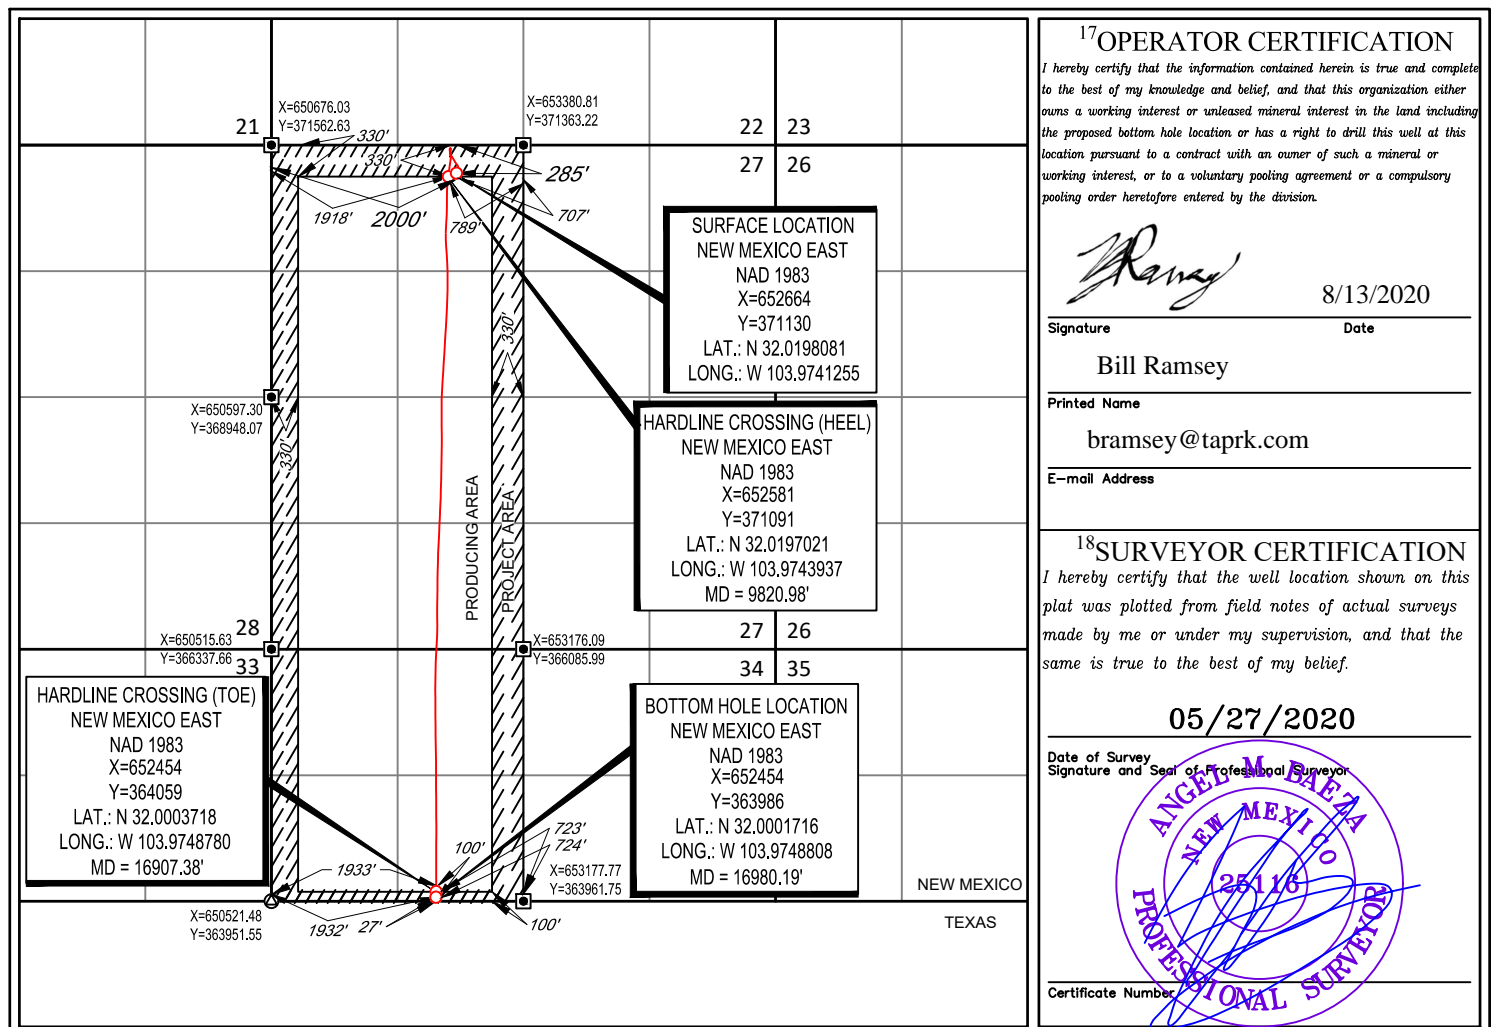 X=650676.03
Y=371562.63
X=653380.81
Y=371363.22
21
22 23
27 26
330'
330'
285'
1918'
2000'
789'
707'
SURFACE LOCATION
NEW MEXICO EAST
NAD 1983
X=652664
Y=371130
LAT.: N 32.0198081
LONG.: W 103.9741255
330'
X=650597.30
Y=368948.07
330'
HARDLINE CROSSING (HEEL)
NEW MEXICO EAST
NAD 1983
X=652581
Y=371091
LAT.: N 32.0197021
LONG.: W 103.9743937
MD = 9820.98'
PRODUCING AREA
PROJECT AREA
28
33
X=650515.63
Y=366337.66
X=653176.09
Y=366085.99
27 26
34 35
HARDLINE CROSSING (TOE)
NEW MEXICO EAST
NAD 1983
X=652454
Y=364059
LAT.: N 32.0003718
LONG.: W 103.9748780
MD = 16907.38'
BOTTOM HOLE LOCATION
NEW MEXICO EAST
NAD 1983
X=652454
Y=363986
LAT.: N 32.0001716
LONG.: W 103.9748808
MD = 16980.19'
723'
724'
100'
1933'
X=653177.77
Y=363961.75
X=650521.48
Y=363951.55
1932'
27'
100'
NEW MEXICO
TEXAS
17OPERATOR CERTIFICATION
I hereby certify that the information contained herein is true and complete
to the best of my knowledge and belief, and that this organization either
owns a working interest or unleased mineral interest in the land including
the proposed bottom hole location or has a right to drill this well at this
location pursuant to a contract with an owner of such a mineral or
working interest, or to a voluntary pooling agreement or a compulsory
pooling order heretofore entered by the division.
8/13/2020
Signature Date
Bill Ramsey
Printed Name
bramsey@taprk.com
E-mail Address
18SURVEYOR CERTIFICATION
I hereby certify that the well location shown on this
plat was plotted from field notes of actual surveys
made by me or under my supervision, and that the
same is true to the best of my belief.
05/27/2020
Date of Survey
Signature and Seal of Professional Surveyor
ANGEL M. BAEZA
NEW MEXICO
25116
PROFESSIONAL SURVEYOR
Certificate Number